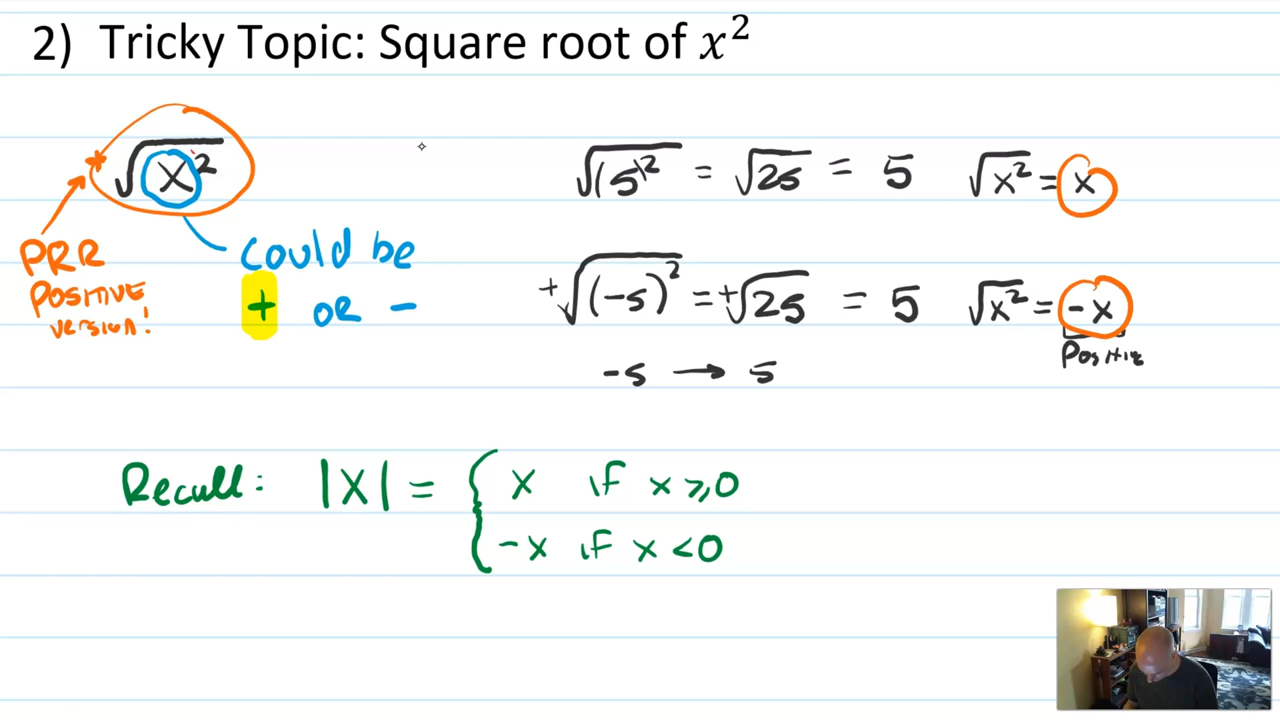 2) Tricky Topic: Square root of x²
* √x²
PRR
POSITIVE
version!
could be
+ OR -
√(5)² = √25 = 5 √x² = x
+√(-5)² = +√25 = 5 √x² = -x
Positive
-5 → 5
Recall: |x| = { x if x ≥ 0
-x if x < 0